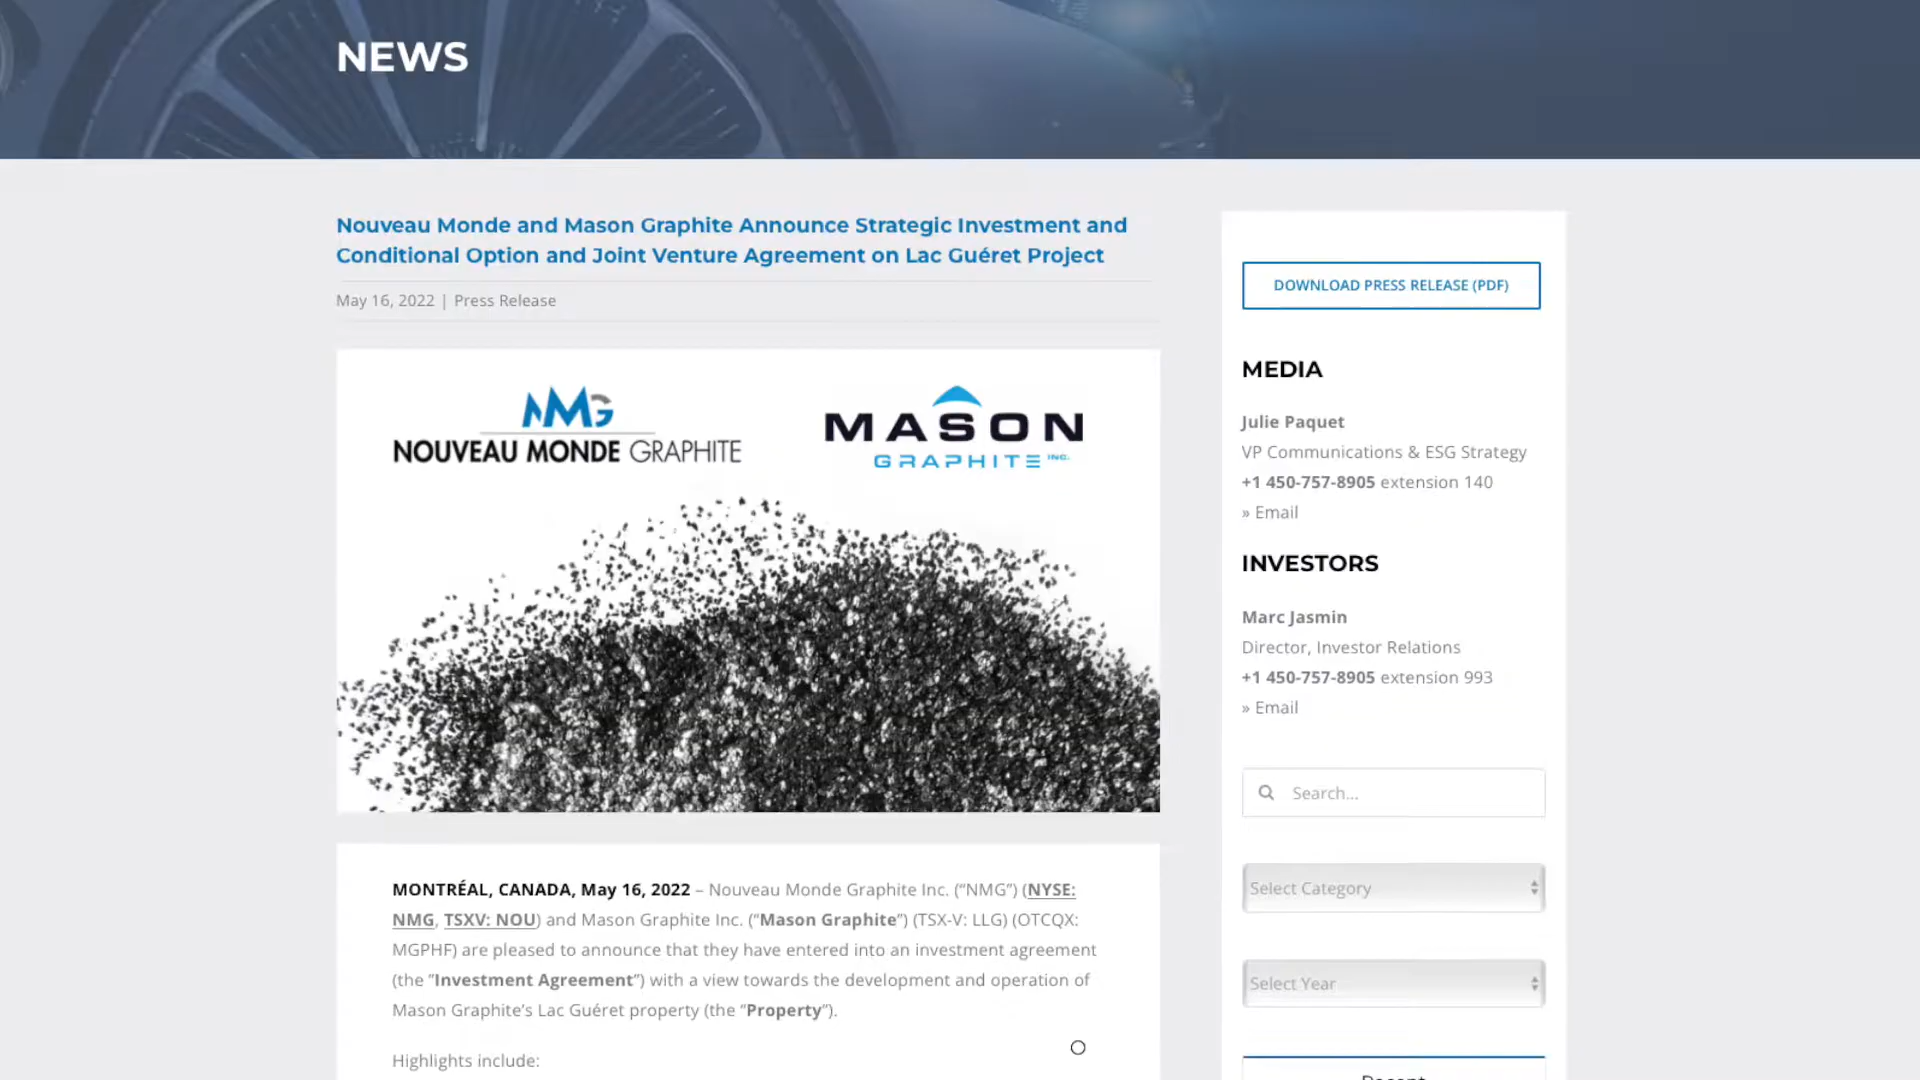 NEWS
Nouveau Monde and Mason Graphite Announce Strategic Investment and
Conditional Option and Joint Venture Agreement on Lac Guéret Project
May 16, 2022 | Press Release
NMG
NOUVEAU MONDE GRAPHITE
MASON
GRAPHITE INC.
MONTRÉAL, CANADA, May 16, 2022 – Nouveau Monde Graphite Inc. (“NMG”) (NYSE:
NMG, TSXV: NOU) and Mason Graphite Inc. (“Mason Graphite”) (TSX-V: LLG) (OTCQX:
MGPHF) are pleased to announce that they have entered into an investment agreement
(the “Investment Agreement”) with a view towards the development and operation of
Mason Graphite’s Lac Guéret property (the “Property”).
Highlights include:
DOWNLOAD PRESS RELEASE (PDF)
MEDIA
Julie Paquet
VP Communications & ESG Strategy
+1 450-757-8905 extension 140
» Email
INVESTORS
Marc Jasmin
Director, Investor Relations
+1 450-757-8905 extension 993
» Email
Search...
Select Category
Select Year
Recent